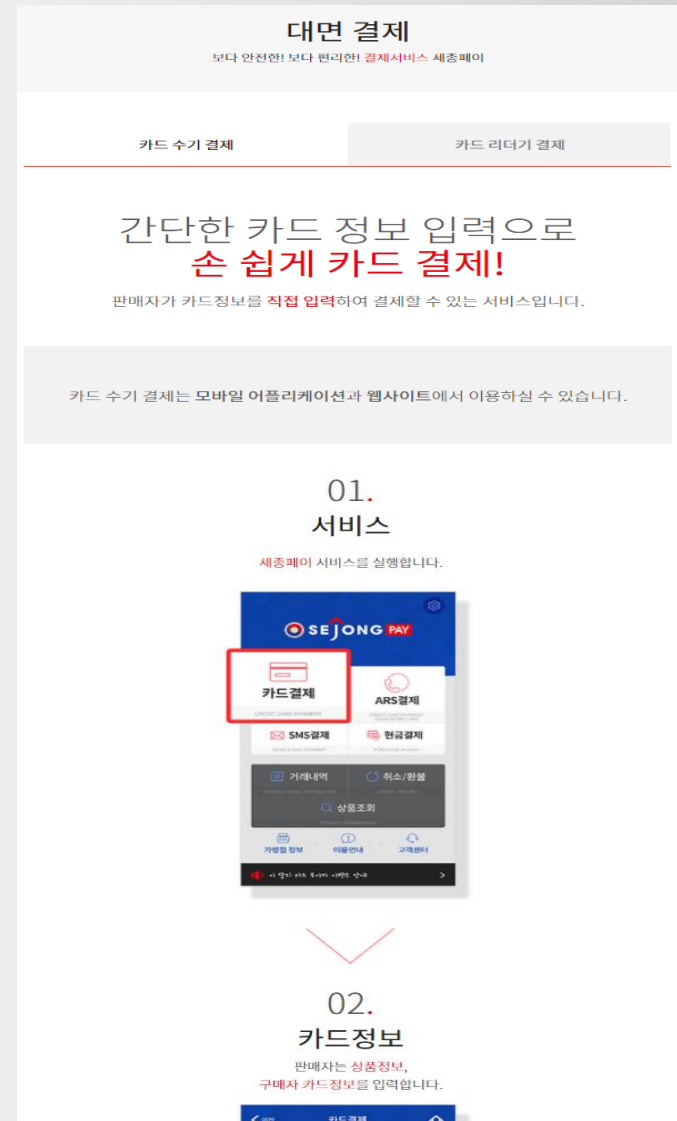 대면 결제
보다 안전한! 보다 편리한! 결제서비스 세종페이
카드 수기 결제
카드 리더기 결제
간단한 카드 정보 입력으로
손 쉽게 카드 결제!
판매자가 카드정보를 직접 입력하여 결제할 수 있는 서비스입니다.
카드 수기 결제는 모바일 어플리케이션과 웹사이트에서 이용하실 수 있습니다.
01.
서비스
세종페이 서비스를 실행합니다.
SEJONG PAY
카드결제
CREDIT CARD PAYMENT
ARS결제
SMS결제
현금결제
거래내역
취소/환불
상품조회
가맹점 정보
이용안내
고객센터
02.
카드정보
판매자는 상품정보,
구매자 카드정보를 입력합니다.
카드결제